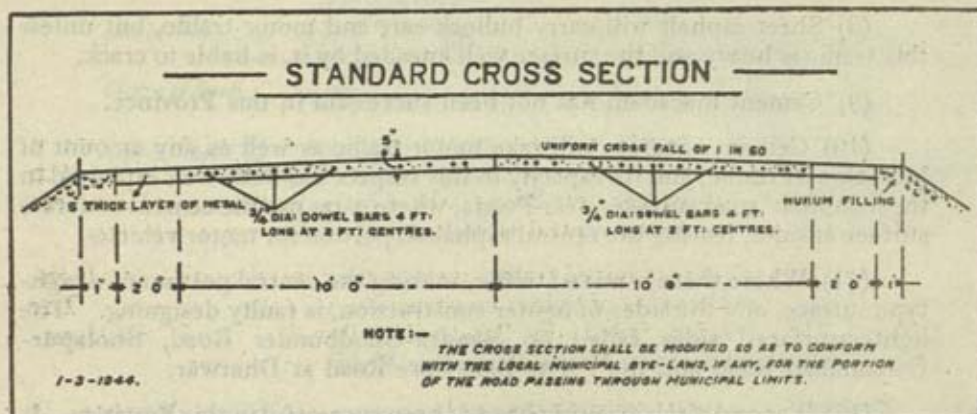 STANDARD CROSS SECTION
5"
UNIFORM CROSS FALL OF 1 IN 60
6" THICK LAYER OF METAL
MURUM FILLING
3/4" DIA: DOWEL BARS 4 FT:
LONG AT 2 FT: CENTRES.
3/4" DIA: DOWEL BARS 4 FT:
LONG AT 2 FT: CENTRES.
1' 2' 0" 10' 0" 10' 0" 2' 0" 1'
NOTE:—
THE CROSS SECTION SHALL BE MODIFIED SO AS TO CONFORM
WITH THE LOCAL MUNICIPAL BYE-LAWS, IF ANY, FOR THE PORTION
OF THE ROAD PASSING THROUGH MUNICIPAL LIMITS.
1-3-1944.